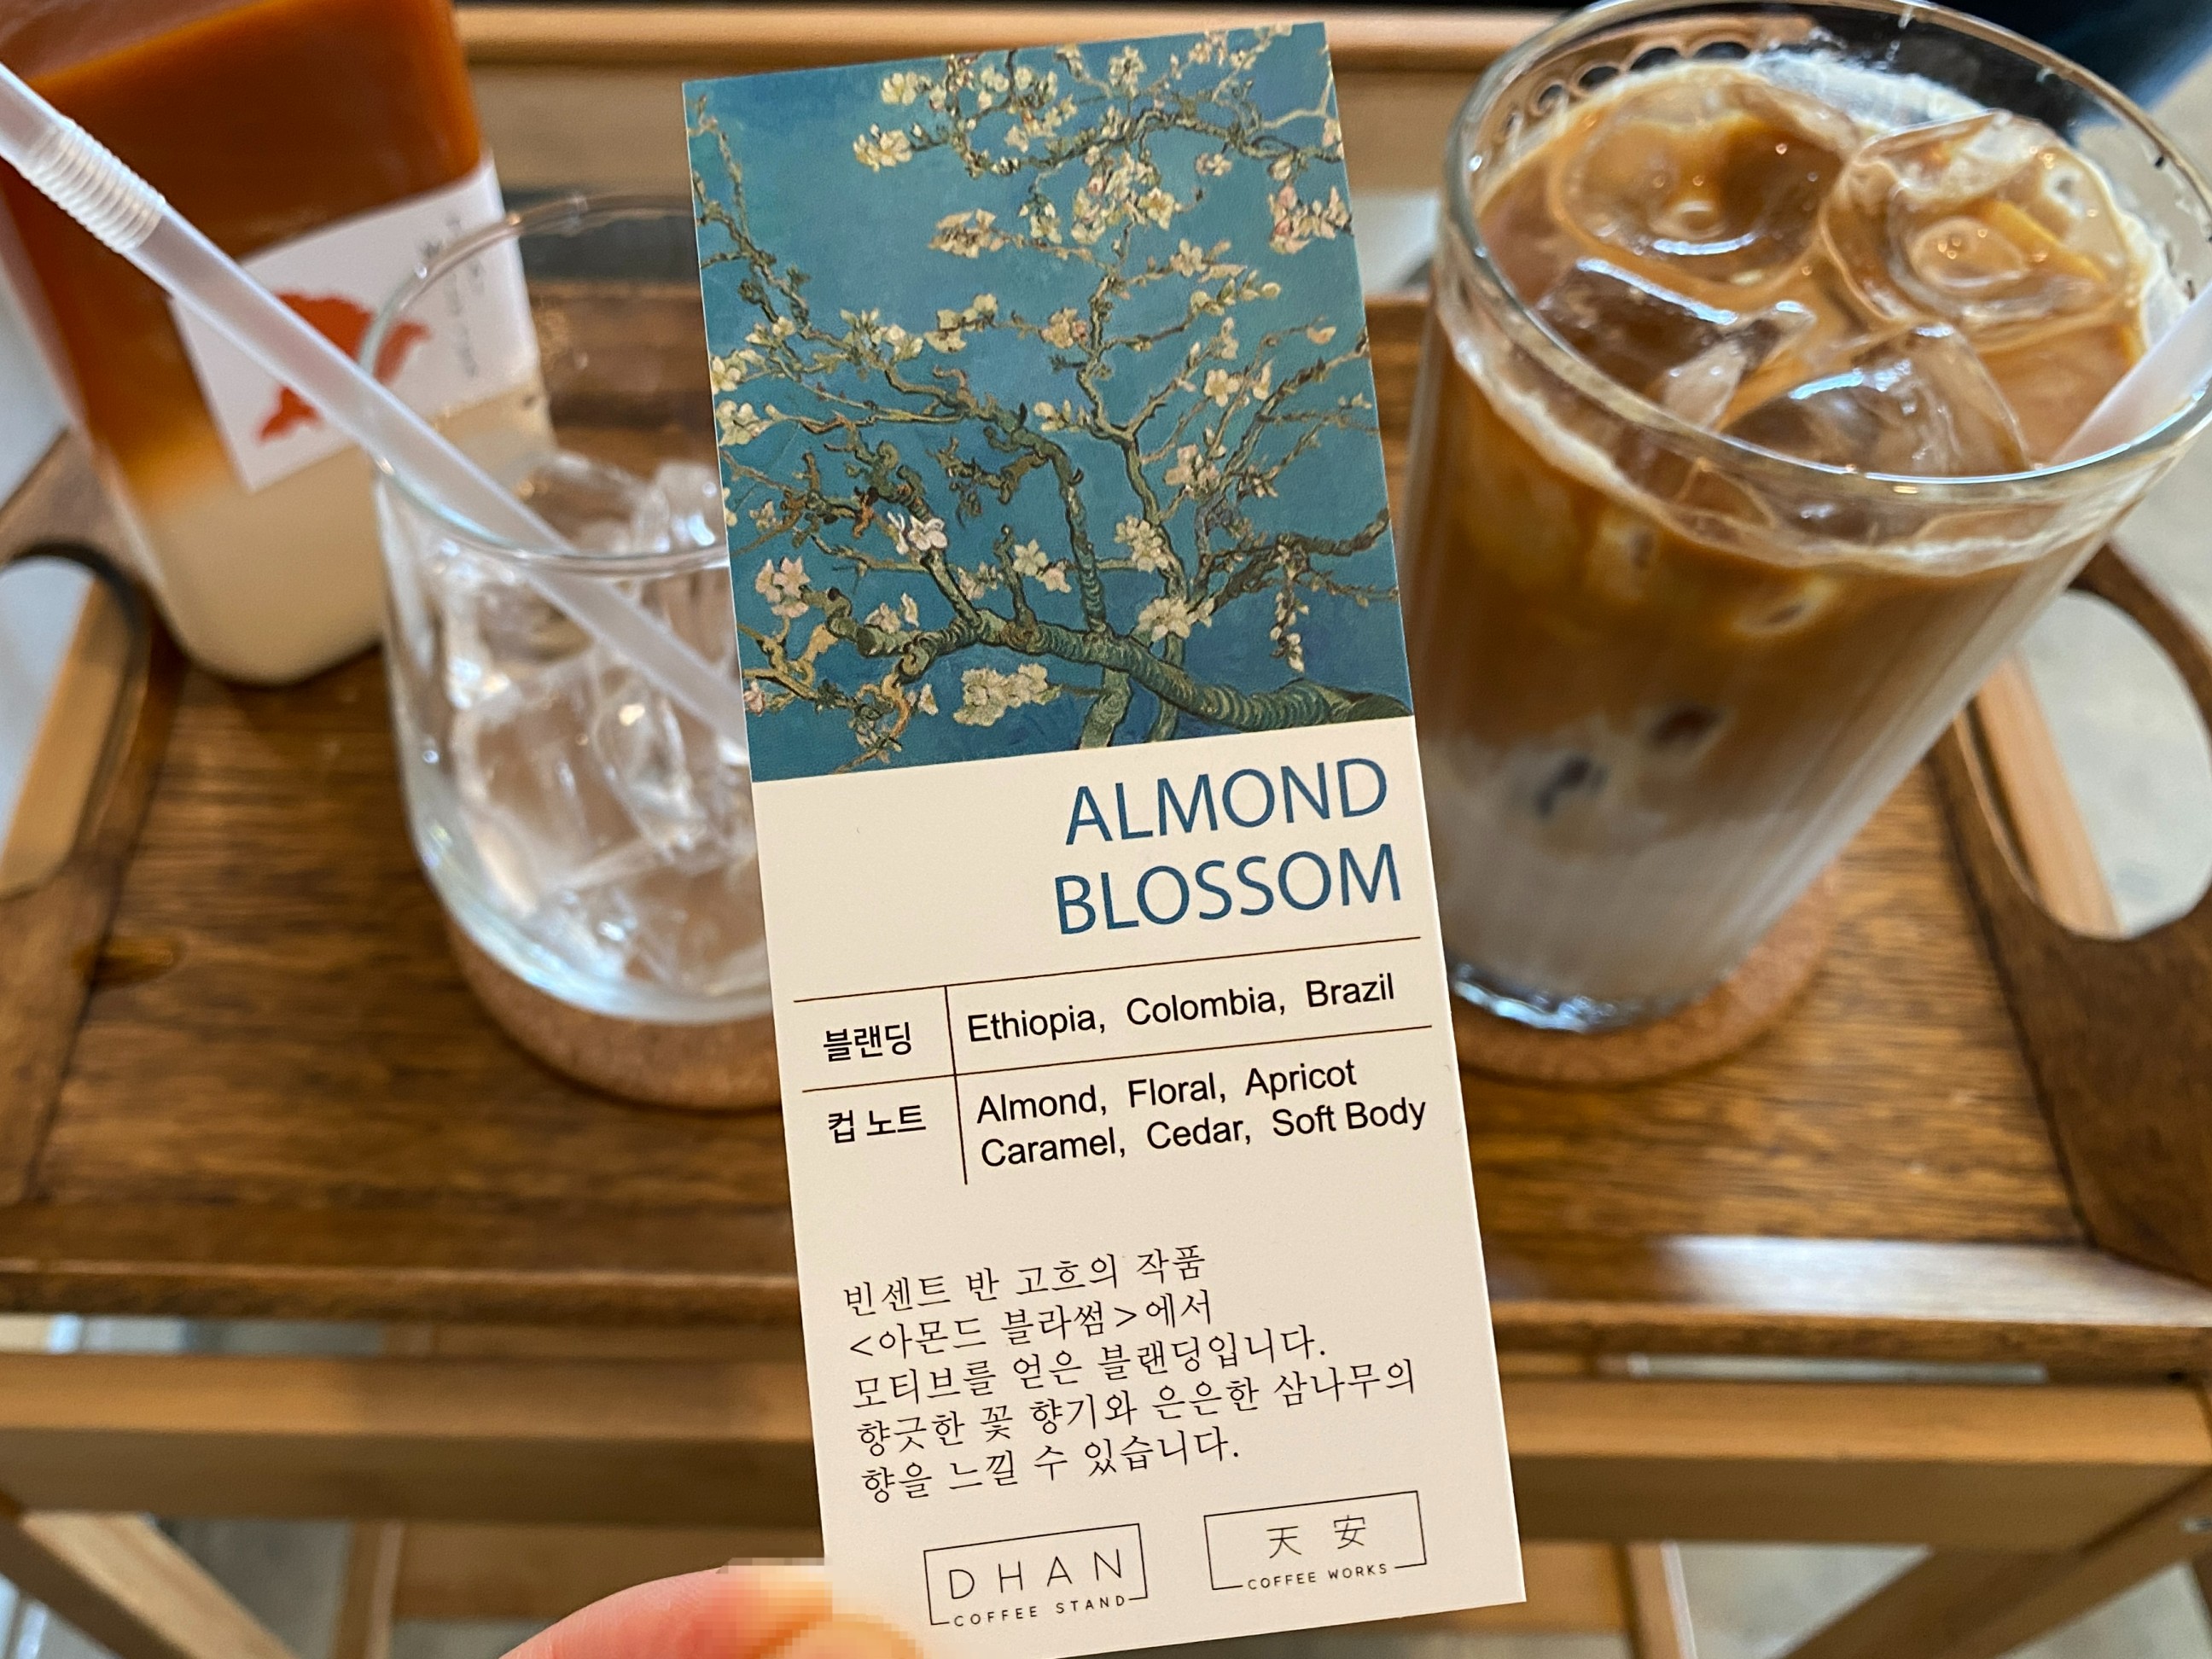 ALMOND
BLOSSOM
블랜딩
Ethiopia, Colombia, Brazil
컵 노트
Almond, Floral, Apricot
Caramel, Cedar, Soft Body
빈센트 반 고흐의 작품
<아몬드 블라썸>에서
모티브를 얻은 블랜딩입니다.
향긋한 꽃 향기와 은은한 삼나무의
향을 느낄 수 있습니다.
DHAN
COFFEE STAND
天安
COFFEE WORKS